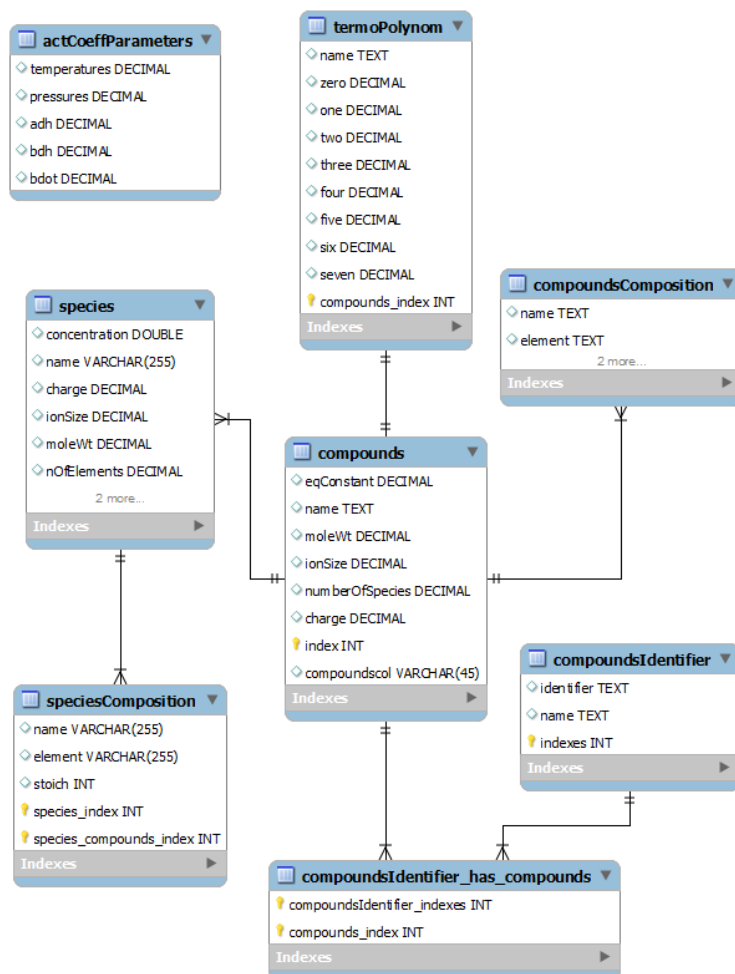 actCoeffParameters
temperatures DECIMAL
pressures DECIMAL
adh DECIMAL
bdh DECIMAL
bdot DECIMAL
termoPolynom
name TEXT
zero DECIMAL
one DECIMAL
two DECIMAL
three DECIMAL
four DECIMAL
five DECIMAL
six DECIMAL
seven DECIMAL
compounds_index INT
Indexes
species
concentration DOUBLE
name VARCHAR(255)
charge DECIMAL
ionSize DECIMAL
moleWt DECIMAL
nOfElements DECIMAL
2 more...
Indexes
compoundsComposition
name TEXT
element TEXT
2 more...
Indexes
compounds
eqConstant DECIMAL
name TEXT
moleWt DECIMAL
ionSize DECIMAL
numberOfSpecies DECIMAL
charge DECIMAL
index INT
compoundscol VARCHAR(45)
Indexes
speciesComposition
name VARCHAR(255)
element VARCHAR(255)
stoich INT
species_index INT
species_compounds_index INT
Indexes
compoundsIdentifier
identifier TEXT
name TEXT
indexes INT
Indexes
compoundsIdentifier_has_compounds
compoundsIdentifier_indexes INT
compounds_index INT
Indexes